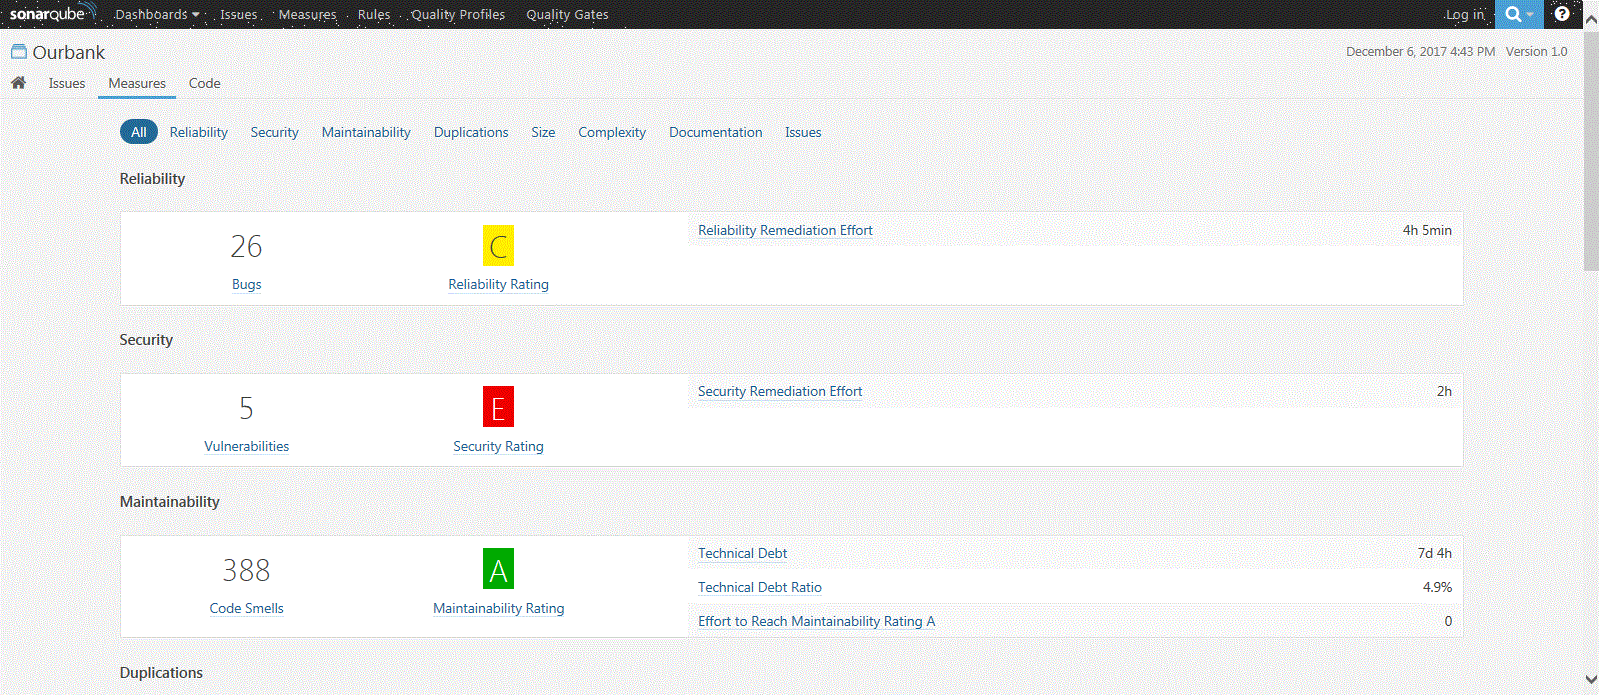 sonarqube Dashboards Issues Measures Rules Quality Profiles Quality Gates Log in ?
Ourbank December 6, 2017 4:43 PM Version 1.0
Issues Measures Code
All Reliability Security Maintainability Duplications Size Complexity Documentation Issues
Reliability
26 C Reliability Remediation Effort 4h 5min
Bugs Reliability Rating
Security
5 E Security Remediation Effort 2h
Vulnerabilities Security Rating
Maintainability
388 A Technical Debt 7d 4h
Technical Debt Ratio 4.9%
Code Smells Maintainability Rating Effort to Reach Maintainability Rating A 0
Duplications